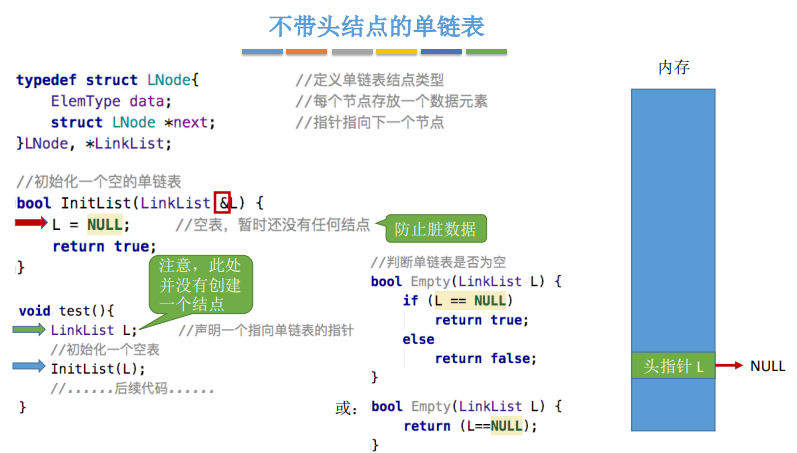 不带头结点的单链表
typedef struct LNode{ //定义单链表结点类型
ElemType data; //每个节点存放一个数据元素
struct LNode *next; //指针指向下一个节点
}LNode, *LinkList;
//初始化一个空的单链表
bool InitList(LinkList &L) {
L = NULL; //空表，暂时还没有任何结点
防止脏数据
return true;
}
注意，此处
并没有创建
一个结点
void test(){
LinkList L; //声明一个指向单链表的指针
//初始化一个空表
InitList(L);
//......后续代码......
}
//判断单链表是否为空
bool Empty(LinkList L) {
if (L == NULL)
return true;
else
return false;
}
或：
bool Empty(LinkList L) {
return (L==NULL);
}
内存
头指针 L
NULL